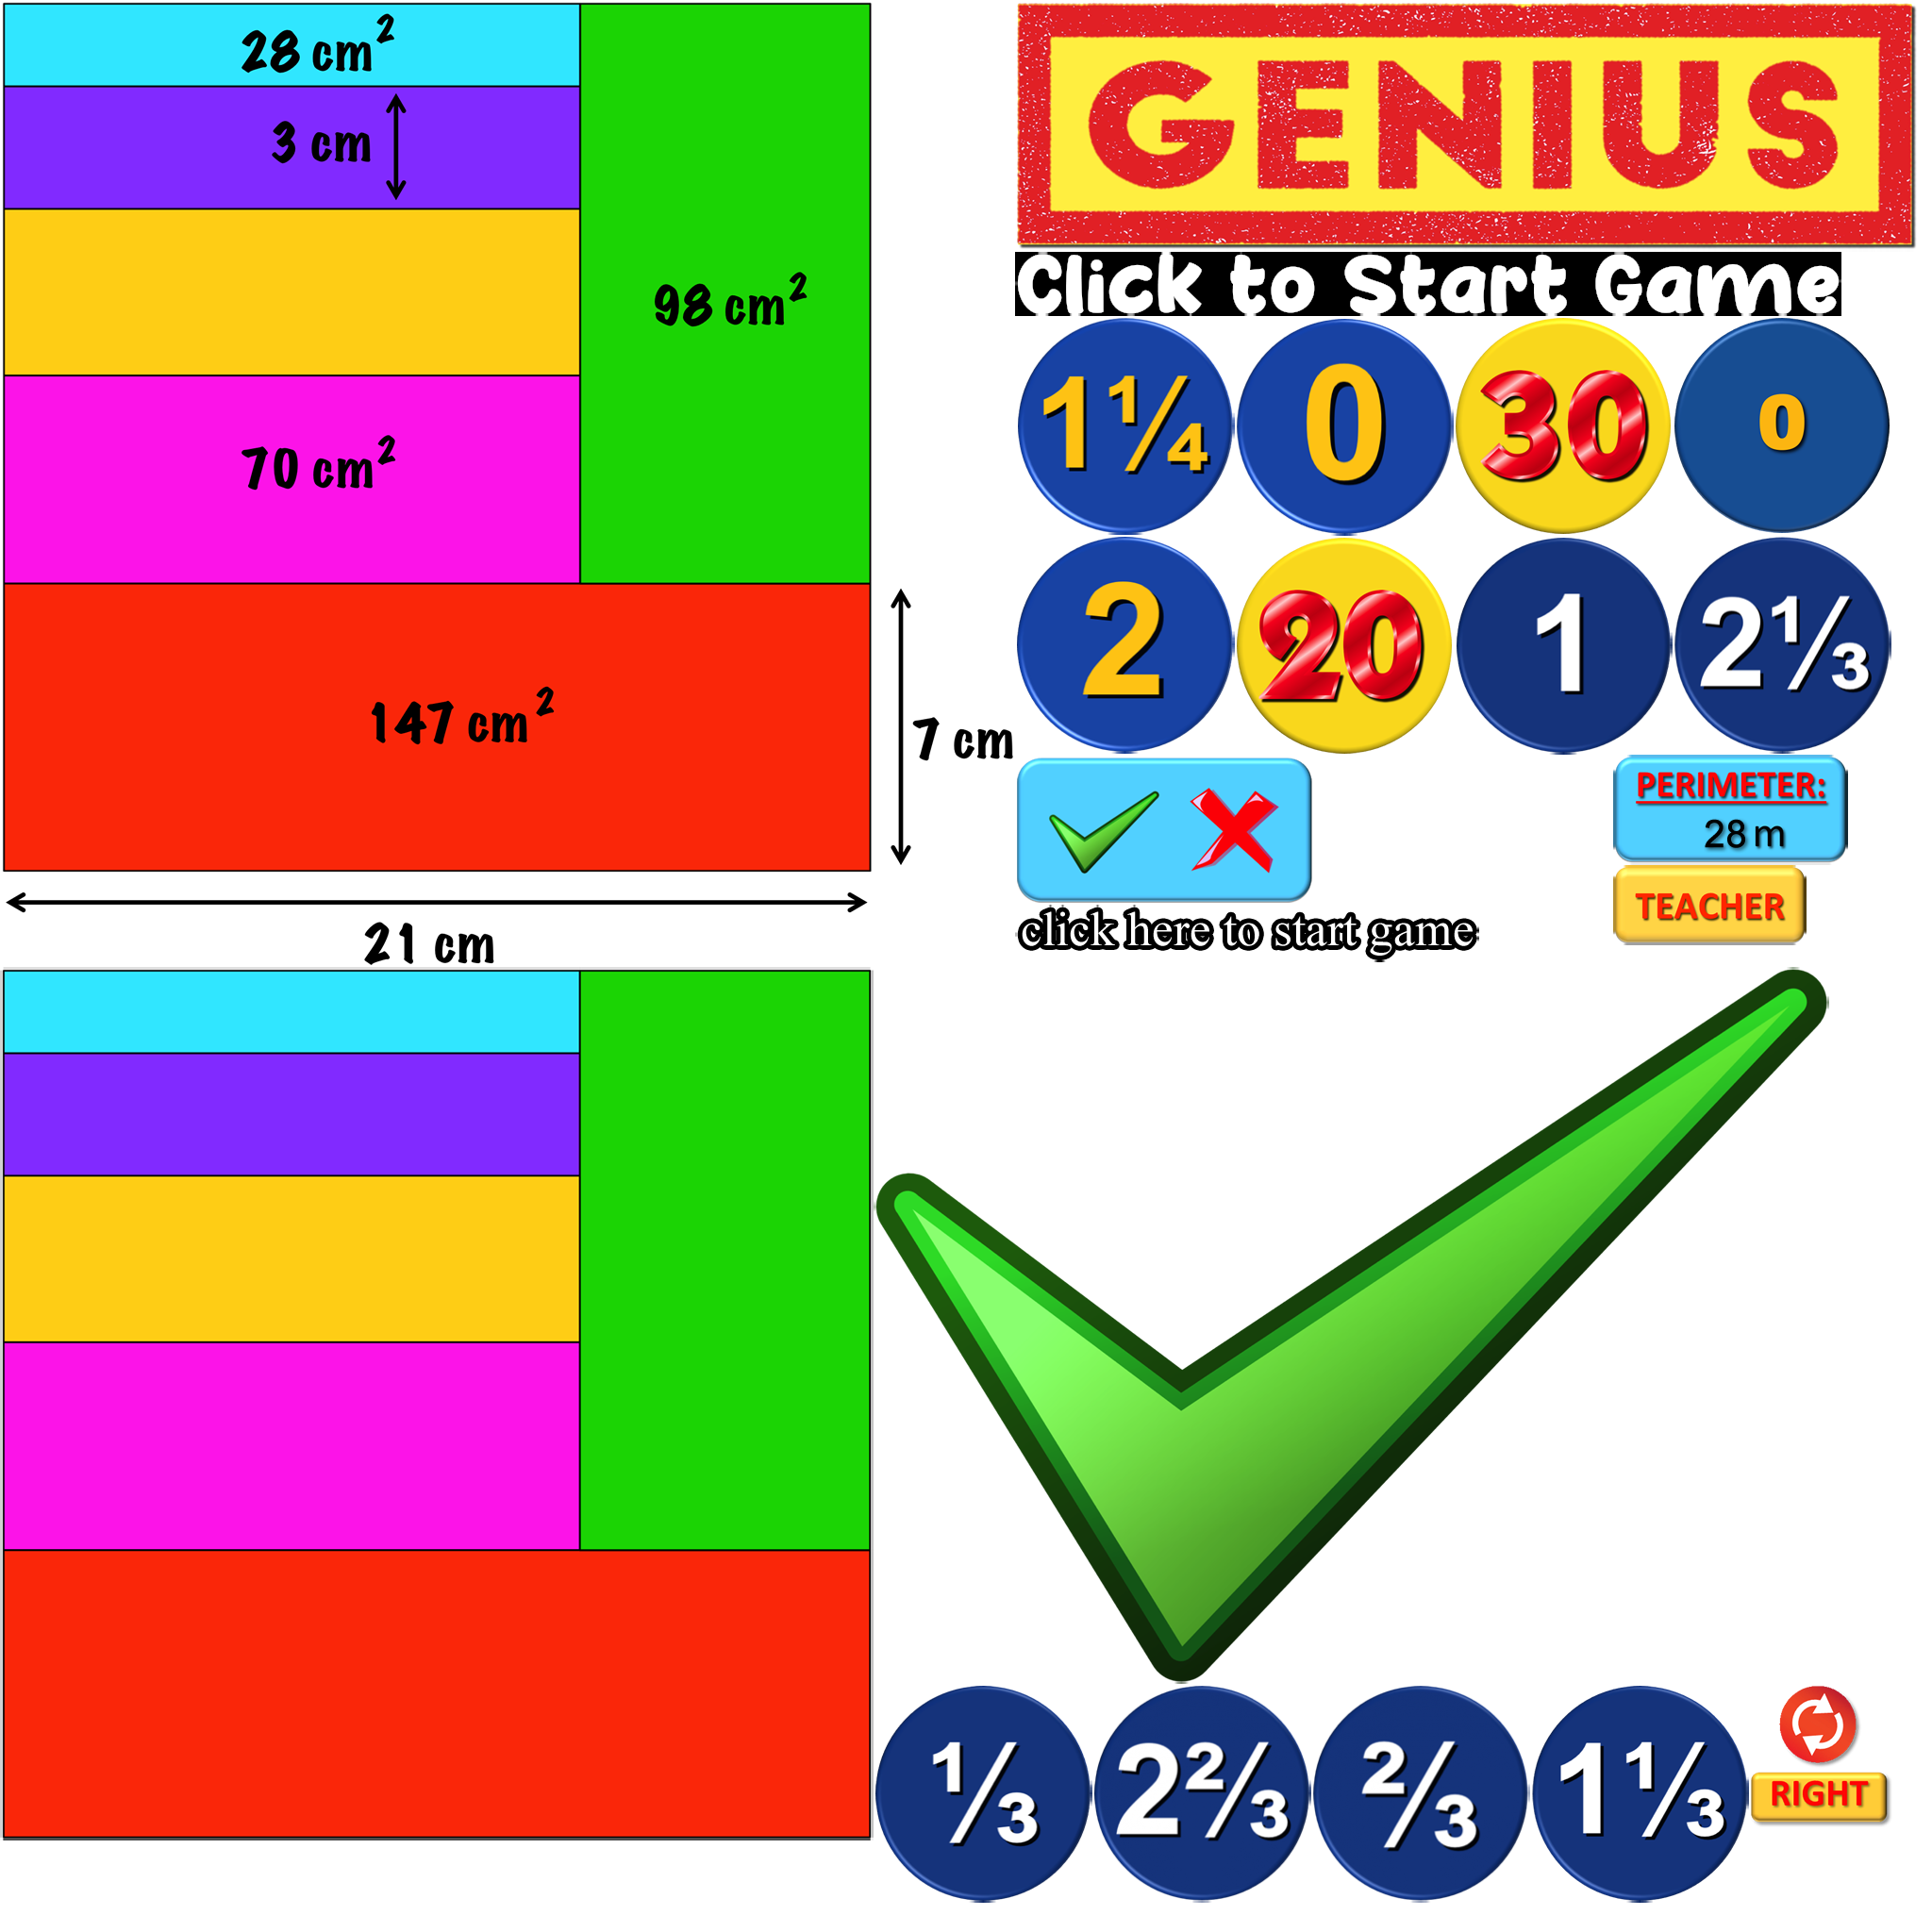 28 cm²
3 cm
98 cm²
70 cm²
147 cm²
7 cm
21 cm
GENIUS
Click to Start Game
1¼ 0 30 0
2 20 1 2⅓
PERIMETER:
28 m
TEACHER
click here to start game
⅓ 2⅔ ⅔ 1⅓
RIGHT